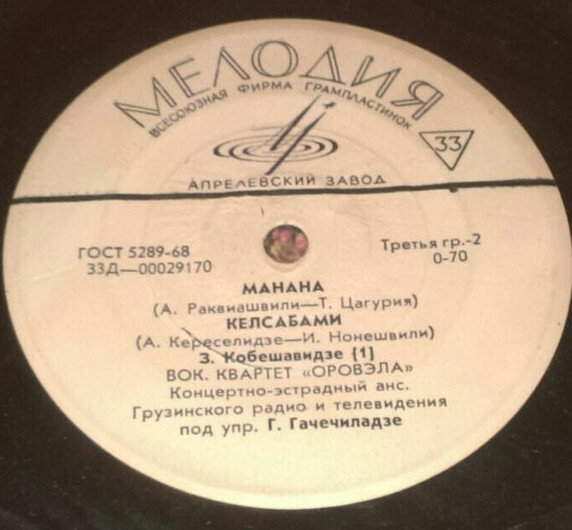 МЕЛОДИЯ
ВСЕСОЮЗНАЯ ФИРМА ГРАМПЛАСТИНОК
33
АПРЕЛЕВСКИЙ ЗАВОД
ГОСТ 5289-68
33Д—00029170
Третья гр.-2
0-70
МАНАНА
(А. Раквиашвили—Т. Цагурия)
КЕЛСАБАМИ
(А. Кереселидзе—И. Нонешвили)
З. Кобешавидзе (1)
ВОК. КВАРТЕТ «ОРОВЭЛА»
Концертно-эстрадный анс.
Грузинского радио и телевидения
под упр. Г. Гачечиладзе